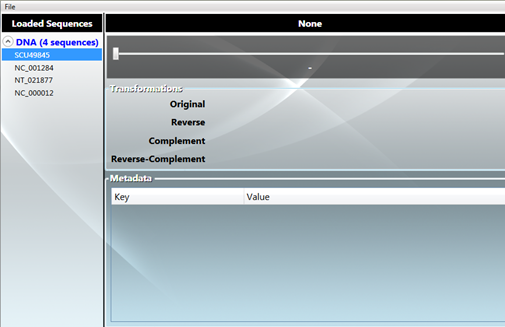 File
Loaded Sequences
None
DNA (4 sequences)
SCU49845
NC_001284
NT_021877
NC_000012
-
Transformations
Original
Reverse
Complement
Reverse-Complement
Metadata
Key Value